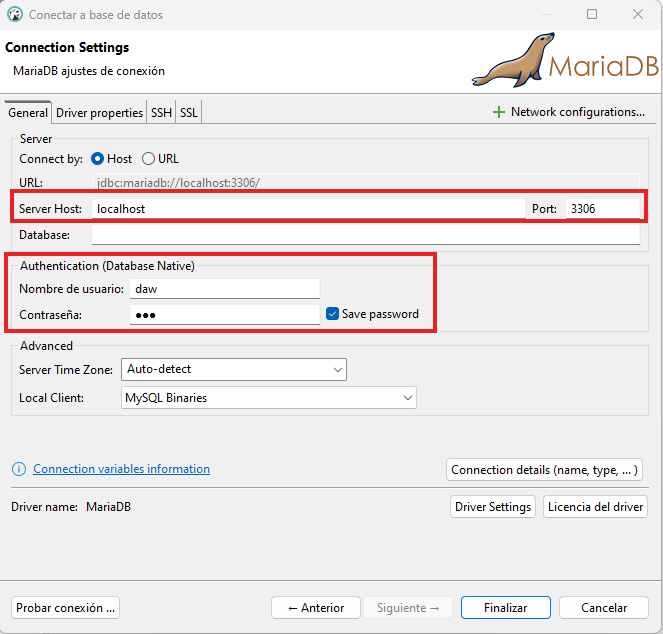 Conectar a base de datos
Connection Settings
MariaDB ajustes de conexión
MariaDB
General Driver properties SSH SSL Network configurations...
Server
Connect by: Host URL
URL: jdbc:mariadb://localhost:3306/
Server Host: localhost Port: 3306
Database:
Authentication (Database Native)
Nombre de usuario: daw
Contraseña: ●●● Save password
Advanced
Server Time Zone: Auto-detect
Local Client: MySQL Binaries
Connection variables information Connection details (name, type, ... )
Driver name: MariaDB Driver Settings Licencia del driver
Probar conexión ... ← Anterior Siguiente → Finalizar Cancelar